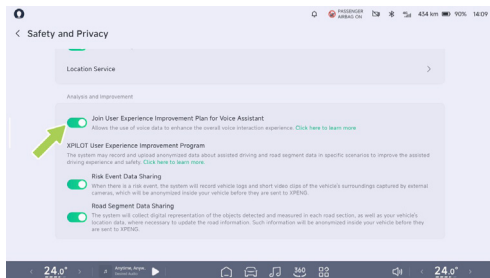 PASSENGER
AIRBAG ON
434 km
90%
14:09
Safety and Privacy
Location Service
Analysis and Improvement
Join User Experience Improvement Plan for Voice Assistant
Allows the use of voice data to enhance the overall voice interaction experience. Click here to learn more
XPILOT User Experience Improvement Program
The system may record and upload anonymized data about assisted driving and road segment data in specific scenarios to improve the assisted
driving experience and safety. Click here to learn more
Risk Event Data Sharing
When there is a risk event, the system will record vehicle logs and short video clips of the vehicle's surroundings captured by external
cameras, which will be anonymized inside your vehicle before they are sent to XPENG.
Road Segment Data Sharing
The system will collect digital representation of the objects detected and measured in each road section, as well as your vehicle's
location data, where necessary to update the road information. Such information will be anonymized inside your vehicle before they
are sent to XPENG.
24.0°
Anytime, Anyw.
360
24.0°